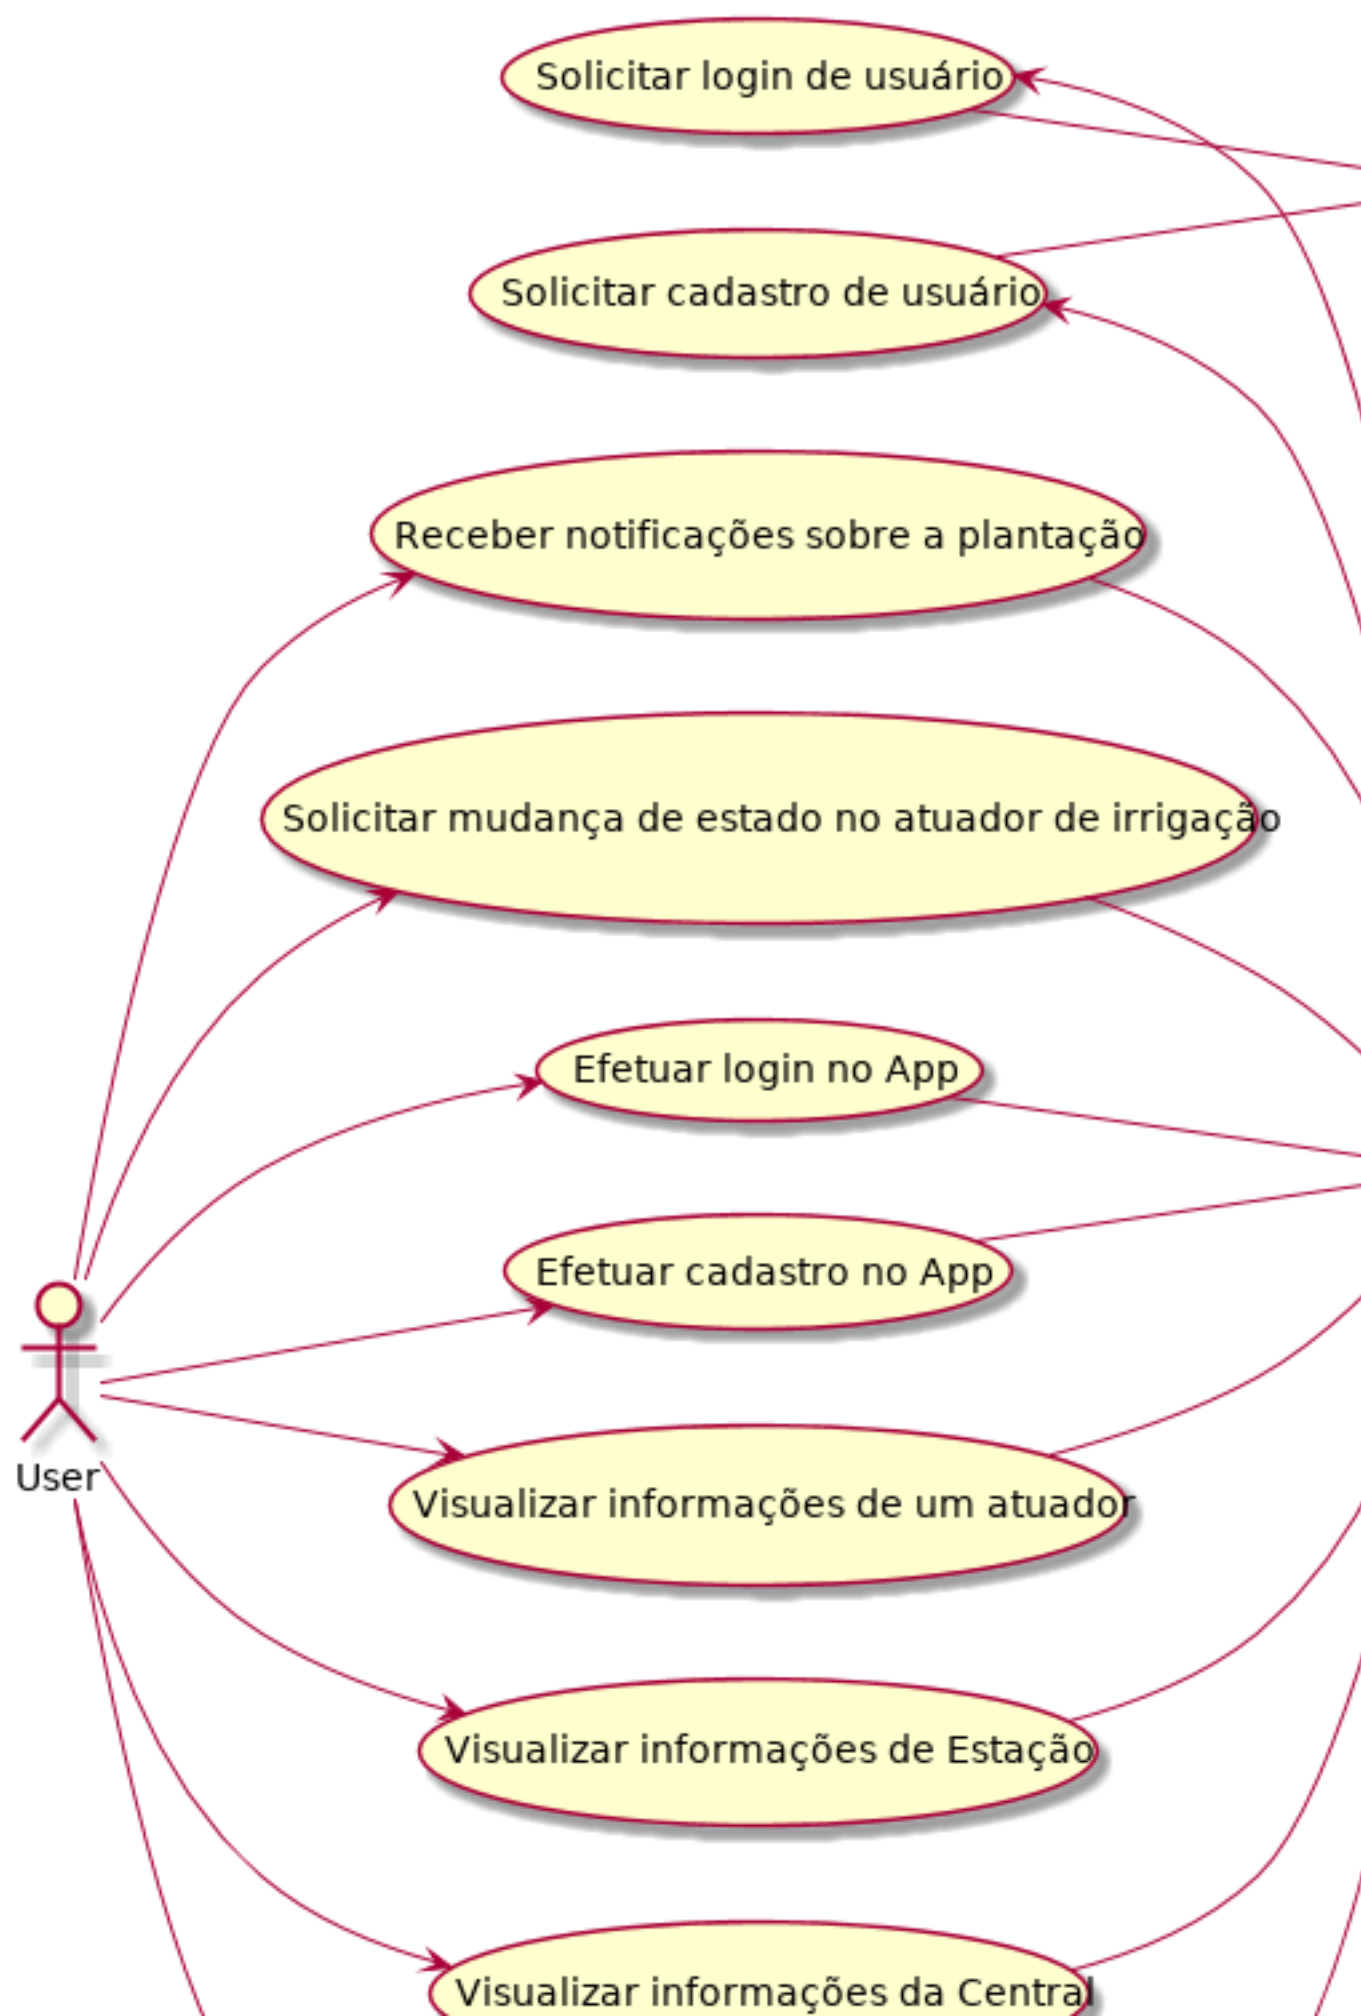 Solicitar login de usuário
Solicitar cadastro de usuário
Receber notificações sobre a plantação
Solicitar mudança de estado no atuador de irrigação
Efetuar login no App
Efetuar cadastro no App
User
Visualizar informações de um atuador
Visualizar informações de Estação
Visualizar informações da Central